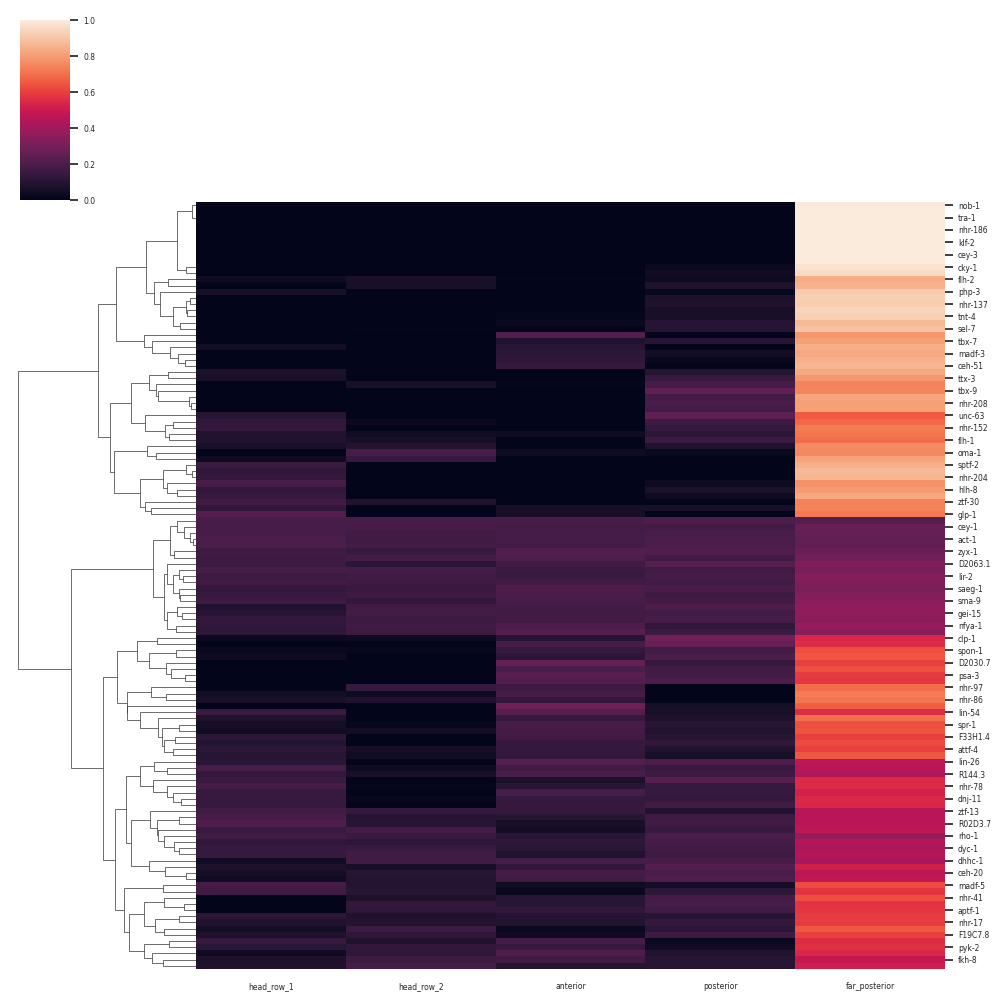 1.0
0.8
0.6
0.4
0.2
0.0
nob-1
tra-1
nhr-186
klf-2
cey-3
cky-1
flh-2
php-3
nhr-137
tnt-4
sel-7
tbx-7
madf-3
ceh-51
ttx-3
tbx-9
nhr-208
unc-63
nhr-152
flh-1
oma-1
sptf-2
nhr-204
hlh-8
ztf-30
glp-1
cey-1
act-1
zyx-1
D2063.1
lir-2
saeg-1
sma-9
gei-15
nfya-1
clp-1
spon-1
D2030.7
psa-3
nhr-97
nhr-86
lin-54
spr-1
F33H1.4
attf-4
lin-26
R144.3
nhr-78
dnj-11
ztf-13
R02D3.7
rho-1
dyc-1
dhhc-1
ceh-20
madf-5
nhr-41
aptf-1
nhr-17
F19C7.8
pyk-2
fkh-8
head_row_1 head_row_2 anterior posterior far_posterior